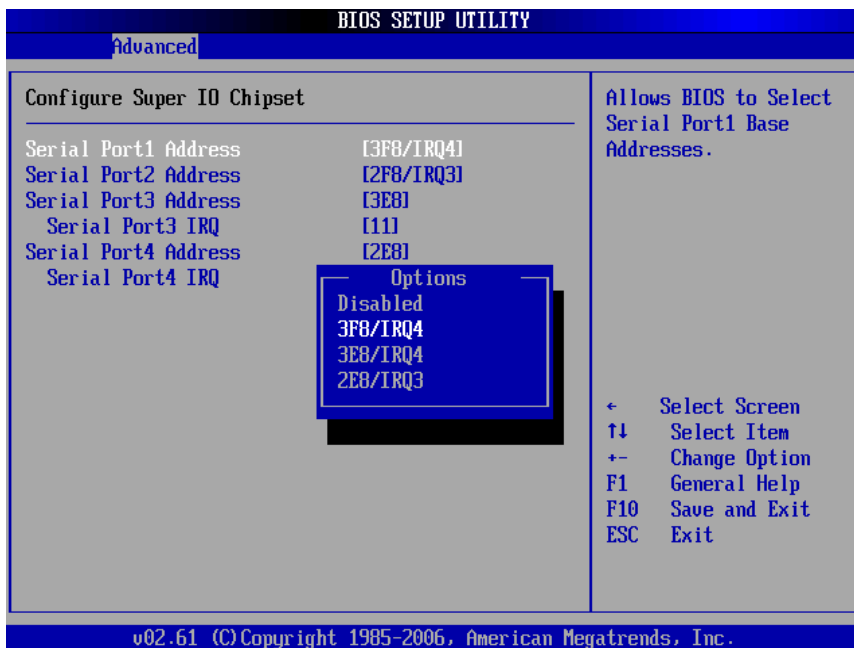 BIOS SETUP UTILITY
Advanced
Configure Super IO Chipset
Serial Port1 Address [3F8/IRQ4]
Serial Port2 Address [2F8/IRQ3]
Serial Port3 Address [3E8]
Serial Port3 IRQ [11]
Serial Port4 Address [2E8]
Serial Port4 IRQ
Options
Disabled
3F8/IRQ4
3E8/IRQ4
2E8/IRQ3
Allows BIOS to Select
Serial Port1 Base
Addresses.
← Select Screen
↑↓ Select Item
+- Change Option
F1 General Help
F10 Save and Exit
ESC Exit
v02.61 (C)Copyright 1985-2006, American Megatrends, Inc.